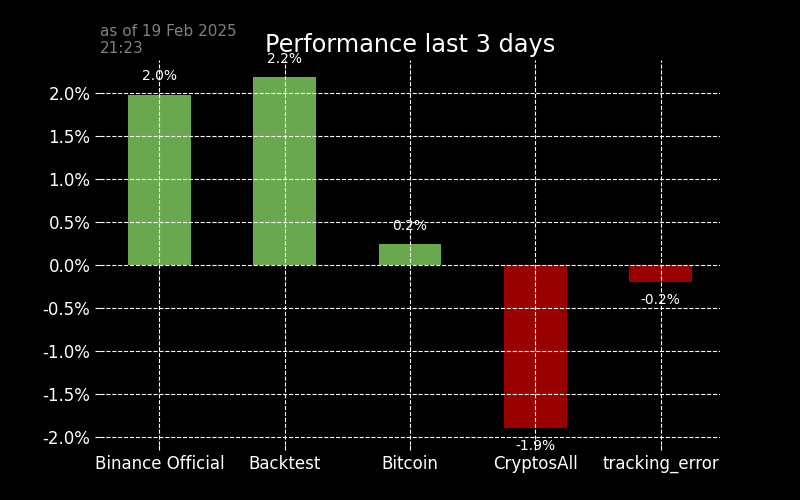 as of 19 Feb 2025
21:23
Performance last 3 days
2.0%
2.2%
0.2%
-1.9%
-0.2%
2.0%
1.5%
1.0%
0.5%
0.0%
-0.5%
-1.0%
-1.5%
-2.0%
Binance Official
Backtest
Bitcoin
CryptosAll
tracking_error